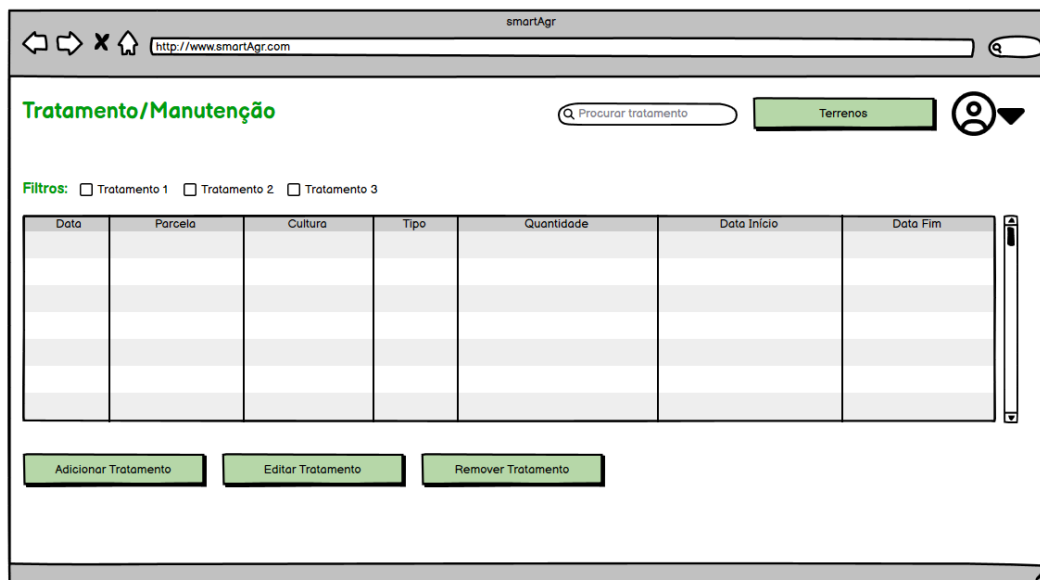 smartAgr
http://www.smartAgr.com
Tratamento/Manutenção
Procurar tratamento
Terrenos
Filtros: Tratamento 1 Tratamento 2 Tratamento 3
Data Parcela Cultura Tipo Quantidade Data Início Data Fim
Adicionar Tratamento Editar Tratamento Remover Tratamento